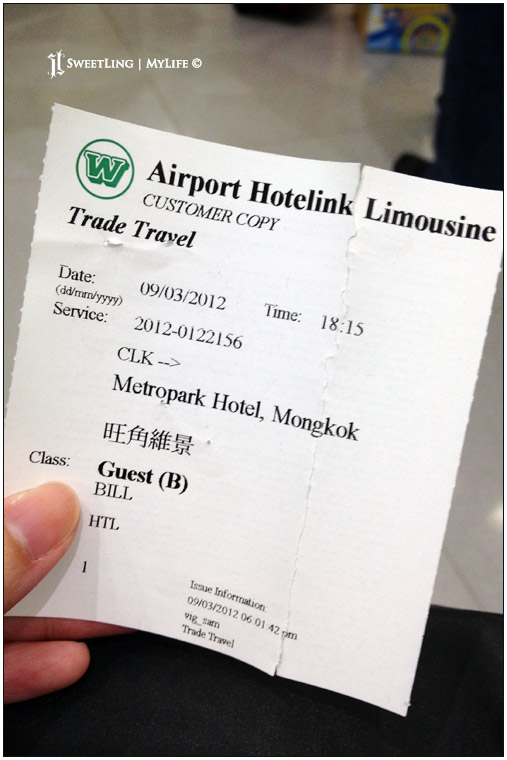 SWEETLING | MYLIFE ©
W
Airport Hotelink Limousine
CUSTOMER COPY
Trade Travel
Date: 09/03/2012 Time: 18:15
(dd/mm/yyyy)
Service: 2012-0122156
CLK -->
Metropark Hotel, Mongkok
旺角維景
Class: Guest (B)
BILL
HTL
1
Issue Information:
09/03/2012 06:01:42 pm
vig_sam
Trade Travel